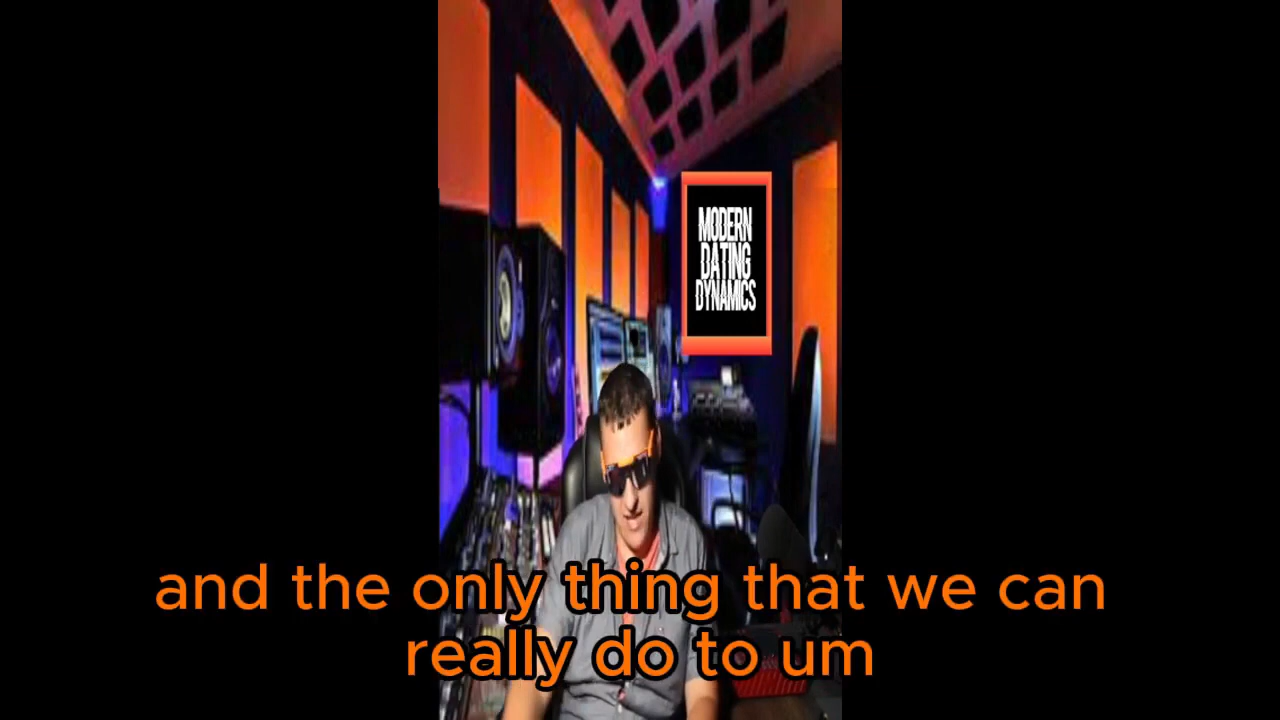 MODERN
DATING
DYNAMICS
and the only thing that we can
really do to um